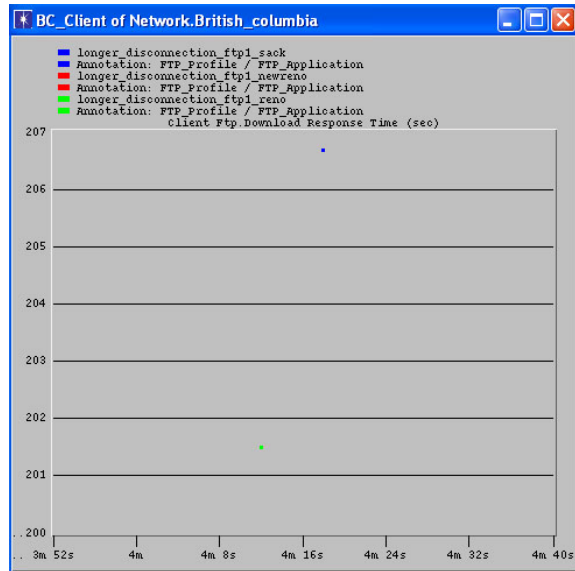 BC_Client of Network.British_columbia
longer_disconnection_ftp1_sack
Annotation: FTP_Profile / FTP_Application
longer_disconnection_ftp1_newreno
Annotation: FTP_Profile / FTP_Application
longer_disconnection_ftp1_reno
Annotation: FTP_Profile / FTP_Application
Client Ftp.Download Response Time (sec)
207
206
205
204
203
202
201
..200
.. 3m 52s 4m 4m 8s 4m 16s 4m 24s 4m 32s 4m 40s